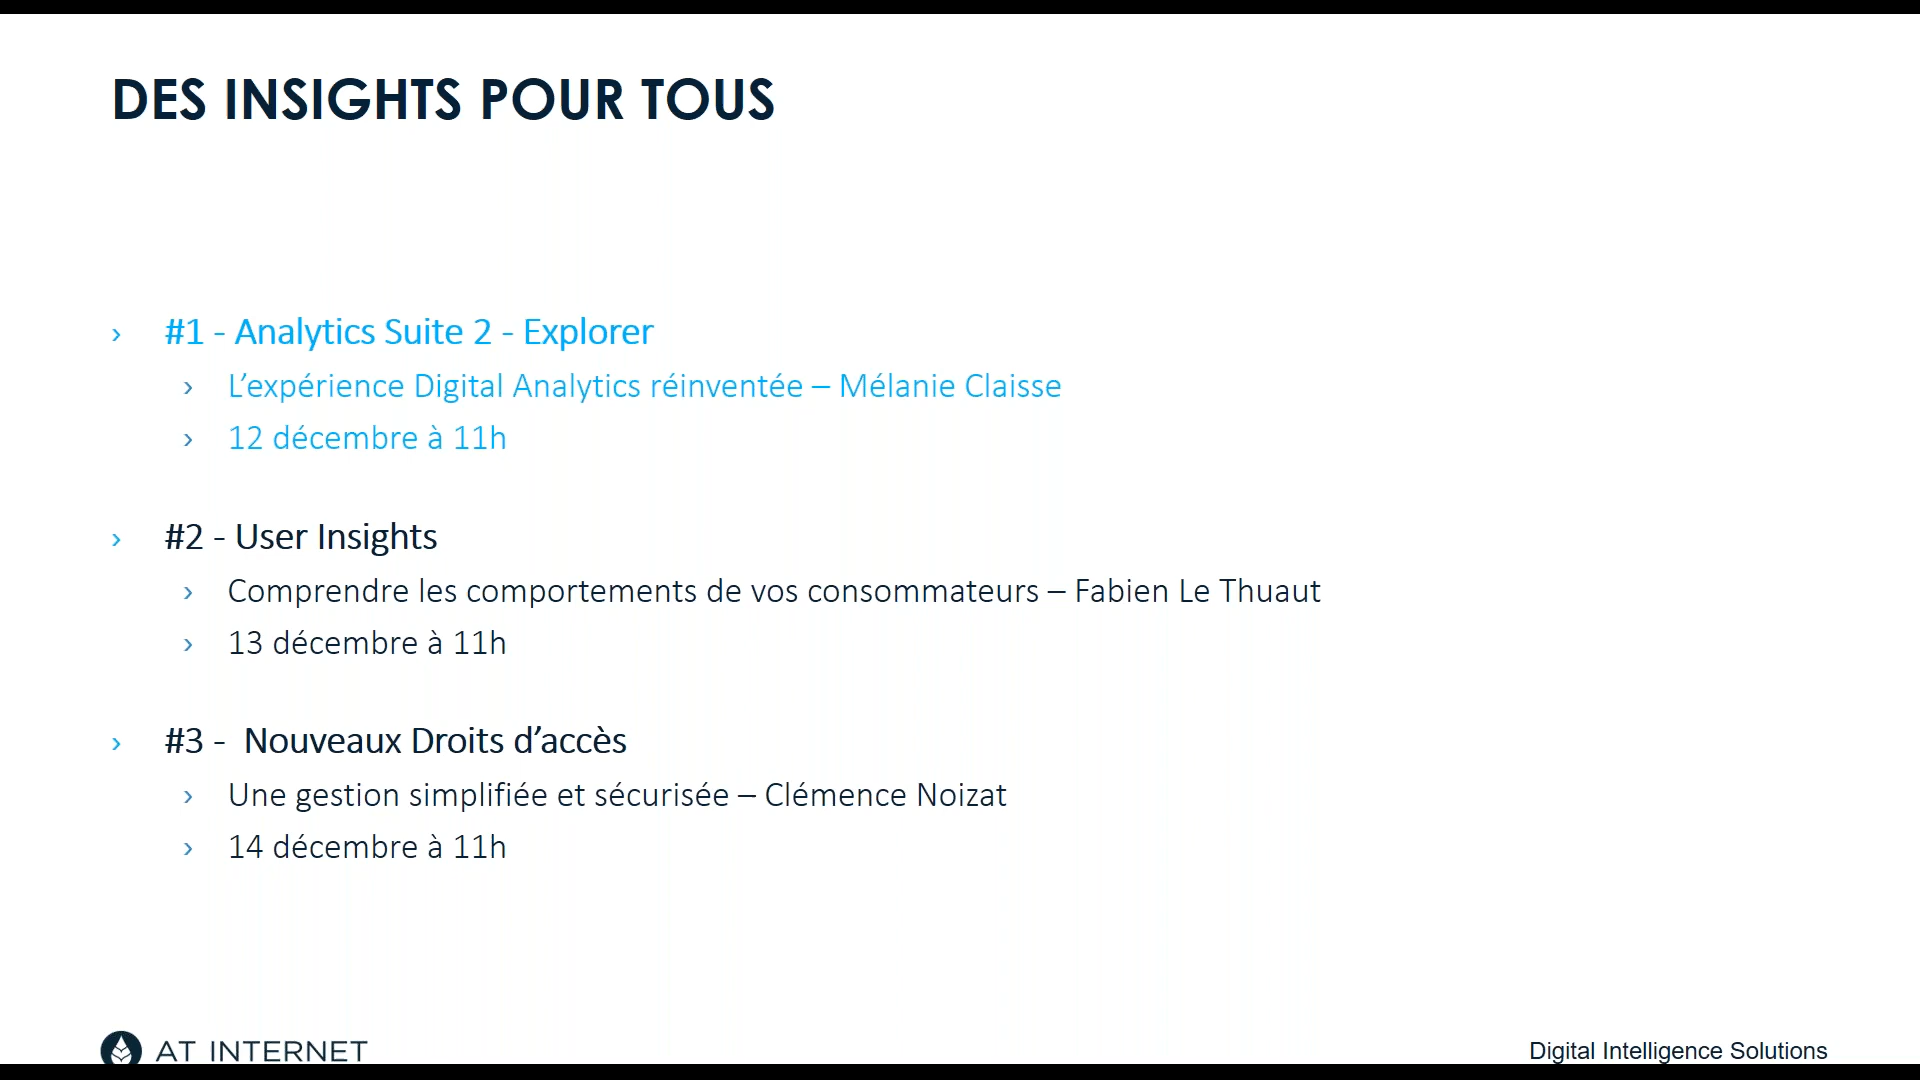 DES INSIGHTS POUR TOUS
› #1 - Analytics Suite 2 - Explorer
› L’expérience Digital Analytics réinventée – Mélanie Claisse
› 12 décembre à 11h
› #2 - User Insights
› Comprendre les comportements de vos consommateurs – Fabien Le Thuaut
› 13 décembre à 11h
› #3 -  Nouveaux Droits d’accès
› Une gestion simplifiée et sécurisée – Clémence Noizat
› 14 décembre à 11h
AT INTERNET
Digital Intelligence Solutions